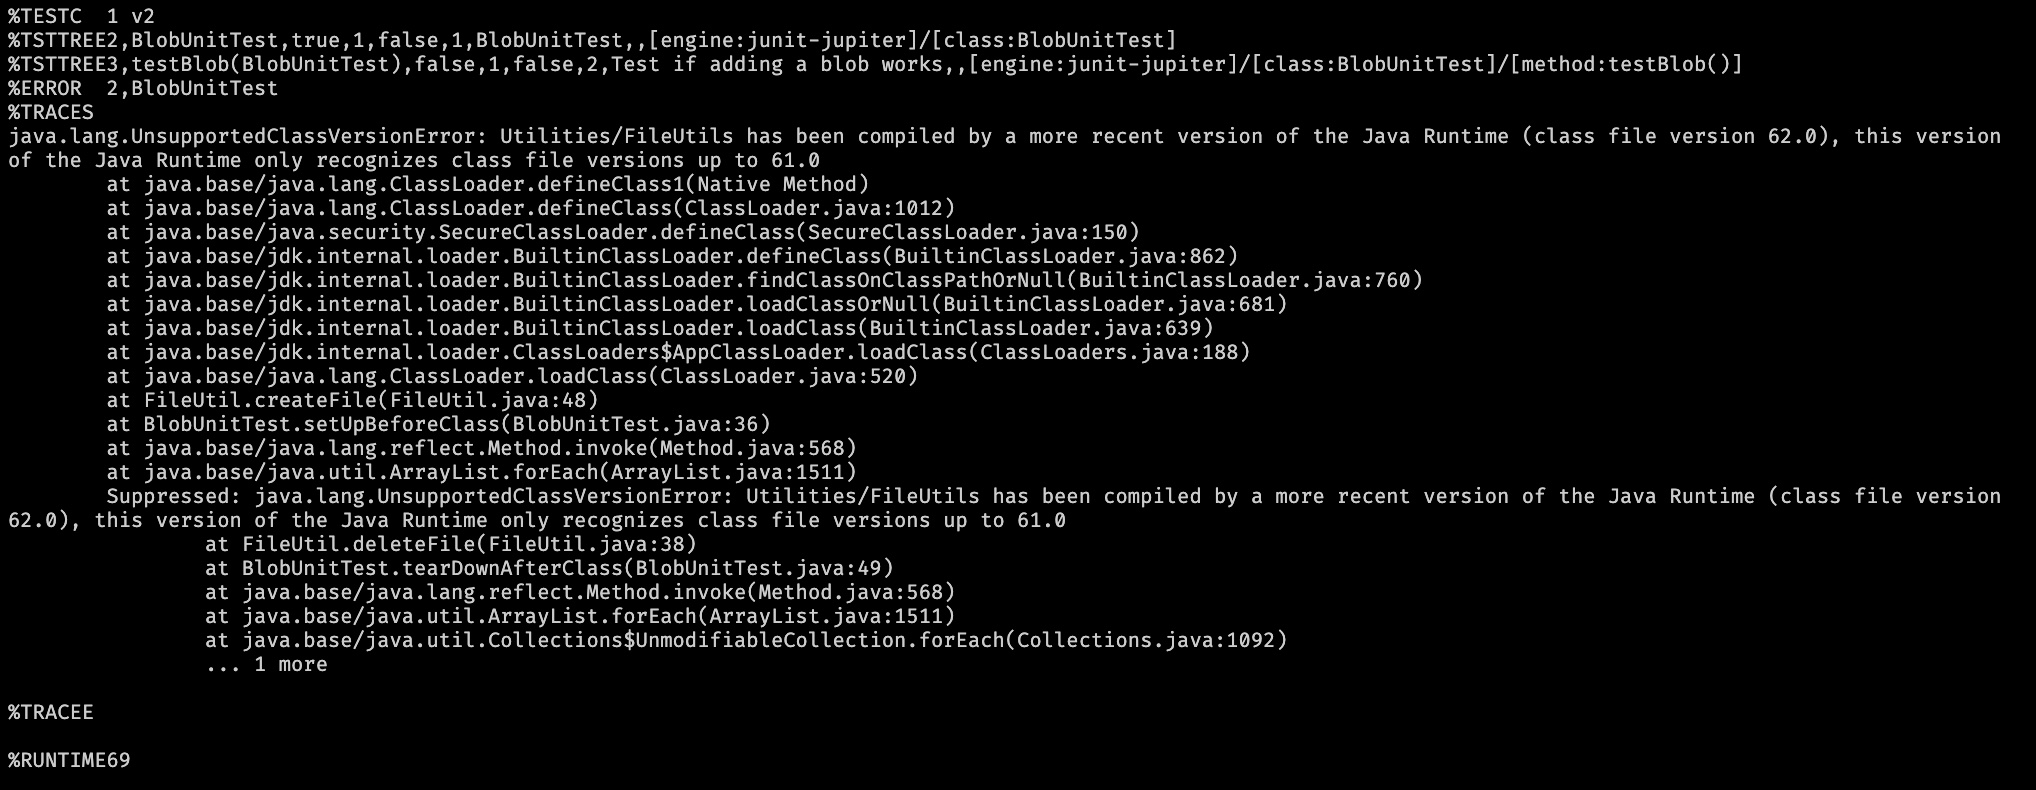 %TESTC  1 v2
%TSTTREE2,BlobUnitTest,true,1,false,1,BlobUnitTest,,[engine:junit-jupiter]/[class:BlobUnitTest]
%TSTTREE3,testBlob(BlobUnitTest),false,1,false,2,Test if adding a blob works,,[engine:junit-jupiter]/[class:BlobUnitTest]/[method:testBlob()]
%ERROR  2,BlobUnitTest
%TRACES
java.lang.UnsupportedClassVersionError: Utilities/FileUtils has been compiled by a more recent version of the Java Runtime (class file version 62.0), this version
of the Java Runtime only recognizes class file versions up to 61.0
        at java.base/java.lang.ClassLoader.defineClass1(Native Method)
        at java.base/java.lang.ClassLoader.defineClass(ClassLoader.java:1012)
        at java.base/java.security.SecureClassLoader.defineClass(SecureClassLoader.java:150)
        at java.base/jdk.internal.loader.BuiltinClassLoader.defineClass(BuiltinClassLoader.java:862)
        at java.base/jdk.internal.loader.BuiltinClassLoader.findClassOnClassPathOrNull(BuiltinClassLoader.java:760)
        at java.base/jdk.internal.loader.BuiltinClassLoader.loadClassOrNull(BuiltinClassLoader.java:681)
        at java.base/jdk.internal.loader.BuiltinClassLoader.loadClass(BuiltinClassLoader.java:639)
        at java.base/jdk.internal.loader.ClassLoaders$AppClassLoader.loadClass(ClassLoaders.java:188)
        at java.base/java.lang.ClassLoader.loadClass(ClassLoader.java:520)
        at FileUtil.createFile(FileUtil.java:48)
        at BlobUnitTest.setUpBeforeClass(BlobUnitTest.java:36)
        at java.base/java.lang.reflect.Method.invoke(Method.java:568)
        at java.base/java.util.ArrayList.forEach(ArrayList.java:1511)
        Suppressed: java.lang.UnsupportedClassVersionError: Utilities/FileUtils has been compiled by a more recent version of the Java Runtime (class file version
62.0), this version of the Java Runtime only recognizes class file versions up to 61.0
                at FileUtil.deleteFile(FileUtil.java:38)
                at BlobUnitTest.tearDownAfterClass(BlobUnitTest.java:49)
                at java.base/java.lang.reflect.Method.invoke(Method.java:568)
                at java.base/java.util.ArrayList.forEach(ArrayList.java:1511)
                at java.base/java.util.Collections$UnmodifiableCollection.forEach(Collections.java:1092)
                ... 1 more

%TRACEE

%RUNTIME69